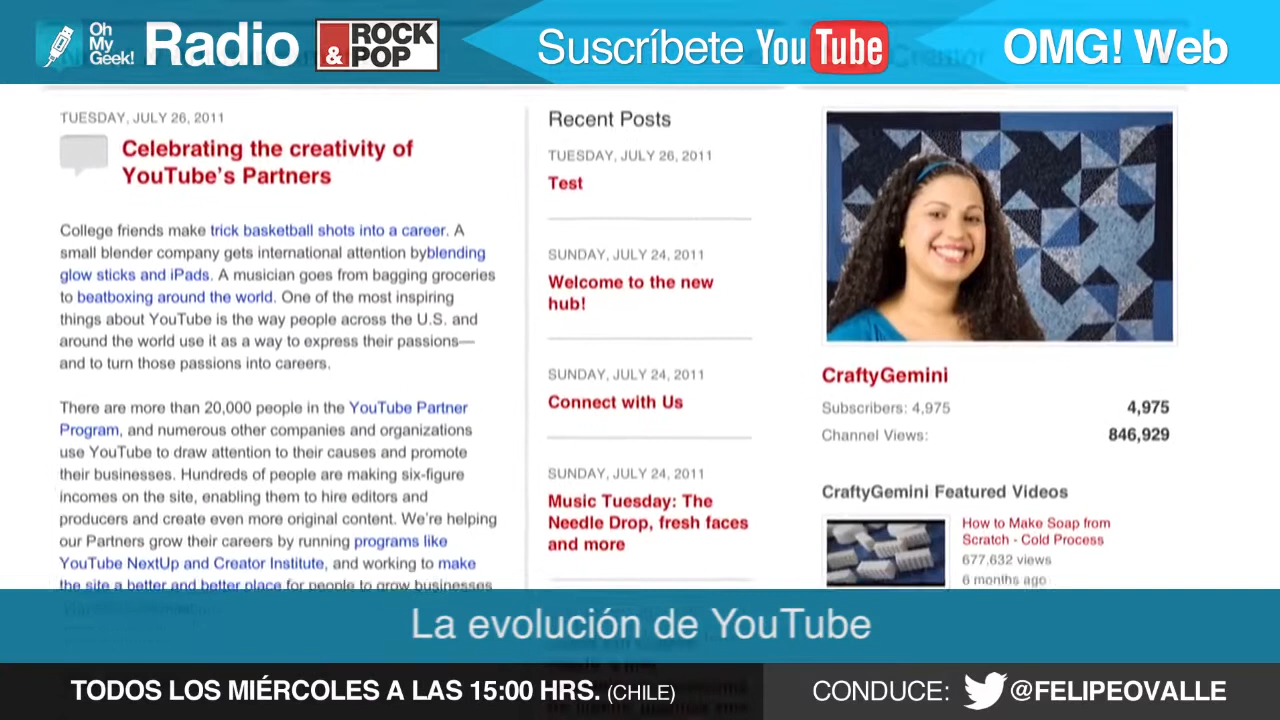 Oh
My
Geek!
Radio
ROCK
& POP
Suscríbete YouTube
OMG! Web
TUESDAY, JULY 26, 2011
Celebrating the creativity of
YouTube's Partners
College friends make trick basketball shots into a career. A
small blender company gets international attention byblending
glow sticks and iPads. A musician goes from bagging groceries
to beatboxing around the world. One of the most inspiring
things about YouTube is the way people across the U.S. and
around the world use it as a way to express their passions—
and to turn those passions into careers.
There are more than 20,000 people in the YouTube Partner
Program, and numerous other companies and organizations
use YouTube to draw attention to their causes and promote
their businesses. Hundreds of people are making six-figure
incomes on the site, enabling them to hire editors and
producers and create even more original content. We're helping
our Partners grow their careers by running programs like
YouTube NextUp and Creator Institute, and working to make
the site a better and better place for people to grow businesses
Recent Posts
TUESDAY, JULY 26, 2011
Test
SUNDAY, JULY 24, 2011
Welcome to the new
hub!
SUNDAY, JULY 24, 2011
Connect with Us
SUNDAY, JULY 24, 2011
Music Tuesday: The
Needle Drop, fresh faces
and more
CraftyGemini
Subscribers: 4,975 4,975
Channel Views: 846,929
CraftyGemini Featured Videos
How to Make Soap from
Scratch - Cold Process
677,632 views
6 months ago
La evolución de YouTube
TODOS LOS MIÉRCOLES A LAS 15:00 HRS. (CHILE)
CONDUCE: @FELIPEOVALLE